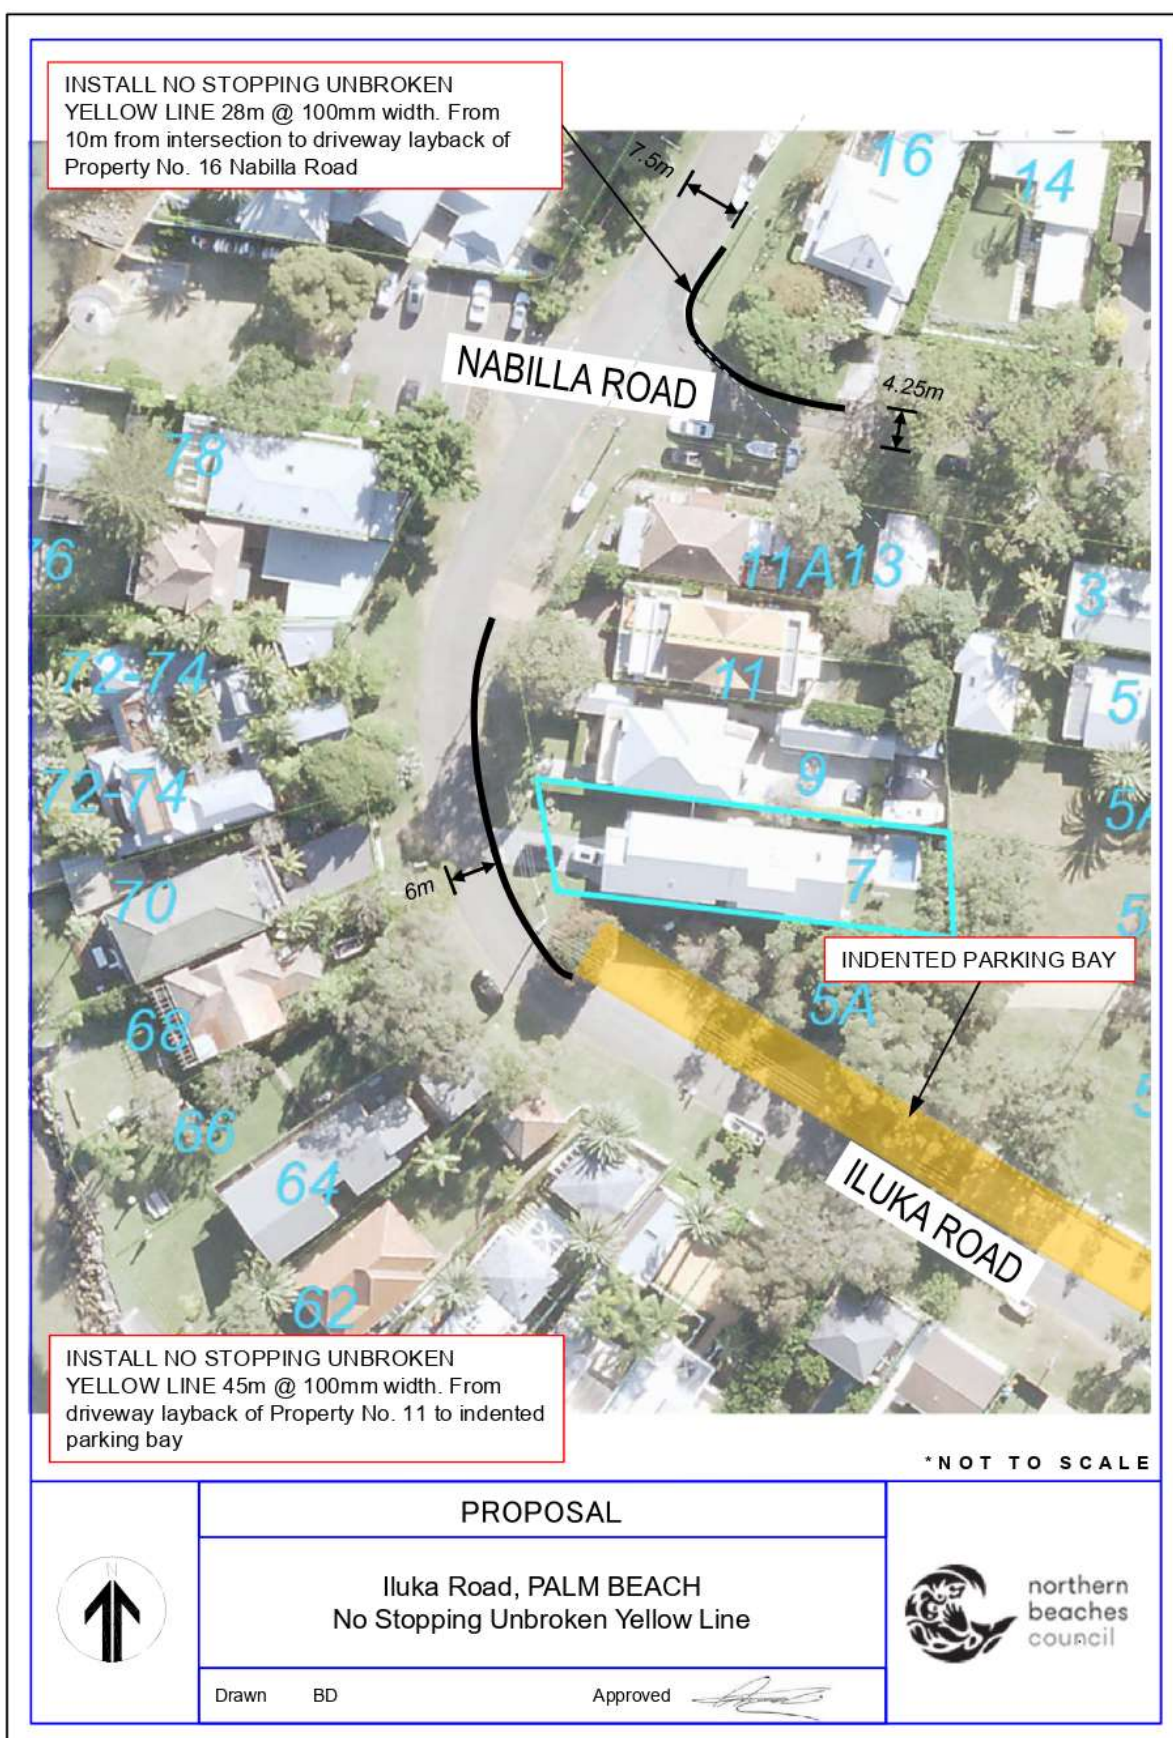 INSTALL NO STOPPING UNBROKEN
YELLOW LINE 28m @ 100mm width. From
10m from intersection to driveway layback of
Property No. 16 Nabilla Road
7.5m
16
14
NABILLA ROAD
4.25m
78
76
11A
13
3
72-74
11
5
72-74
9
5A
70
6m
7
INDENTED PARKING BAY
5A
68
66
64
ILUKA ROAD
62
INSTALL NO STOPPING UNBROKEN
YELLOW LINE 45m @ 100mm width. From
driveway layback of Property No. 11 to indented
parking bay
*NOT TO SCALE
PROPOSAL
N
Iluka Road, PALM BEACH
No Stopping Unbroken Yellow Line
northern
beaches
council
Drawn BD
Approved